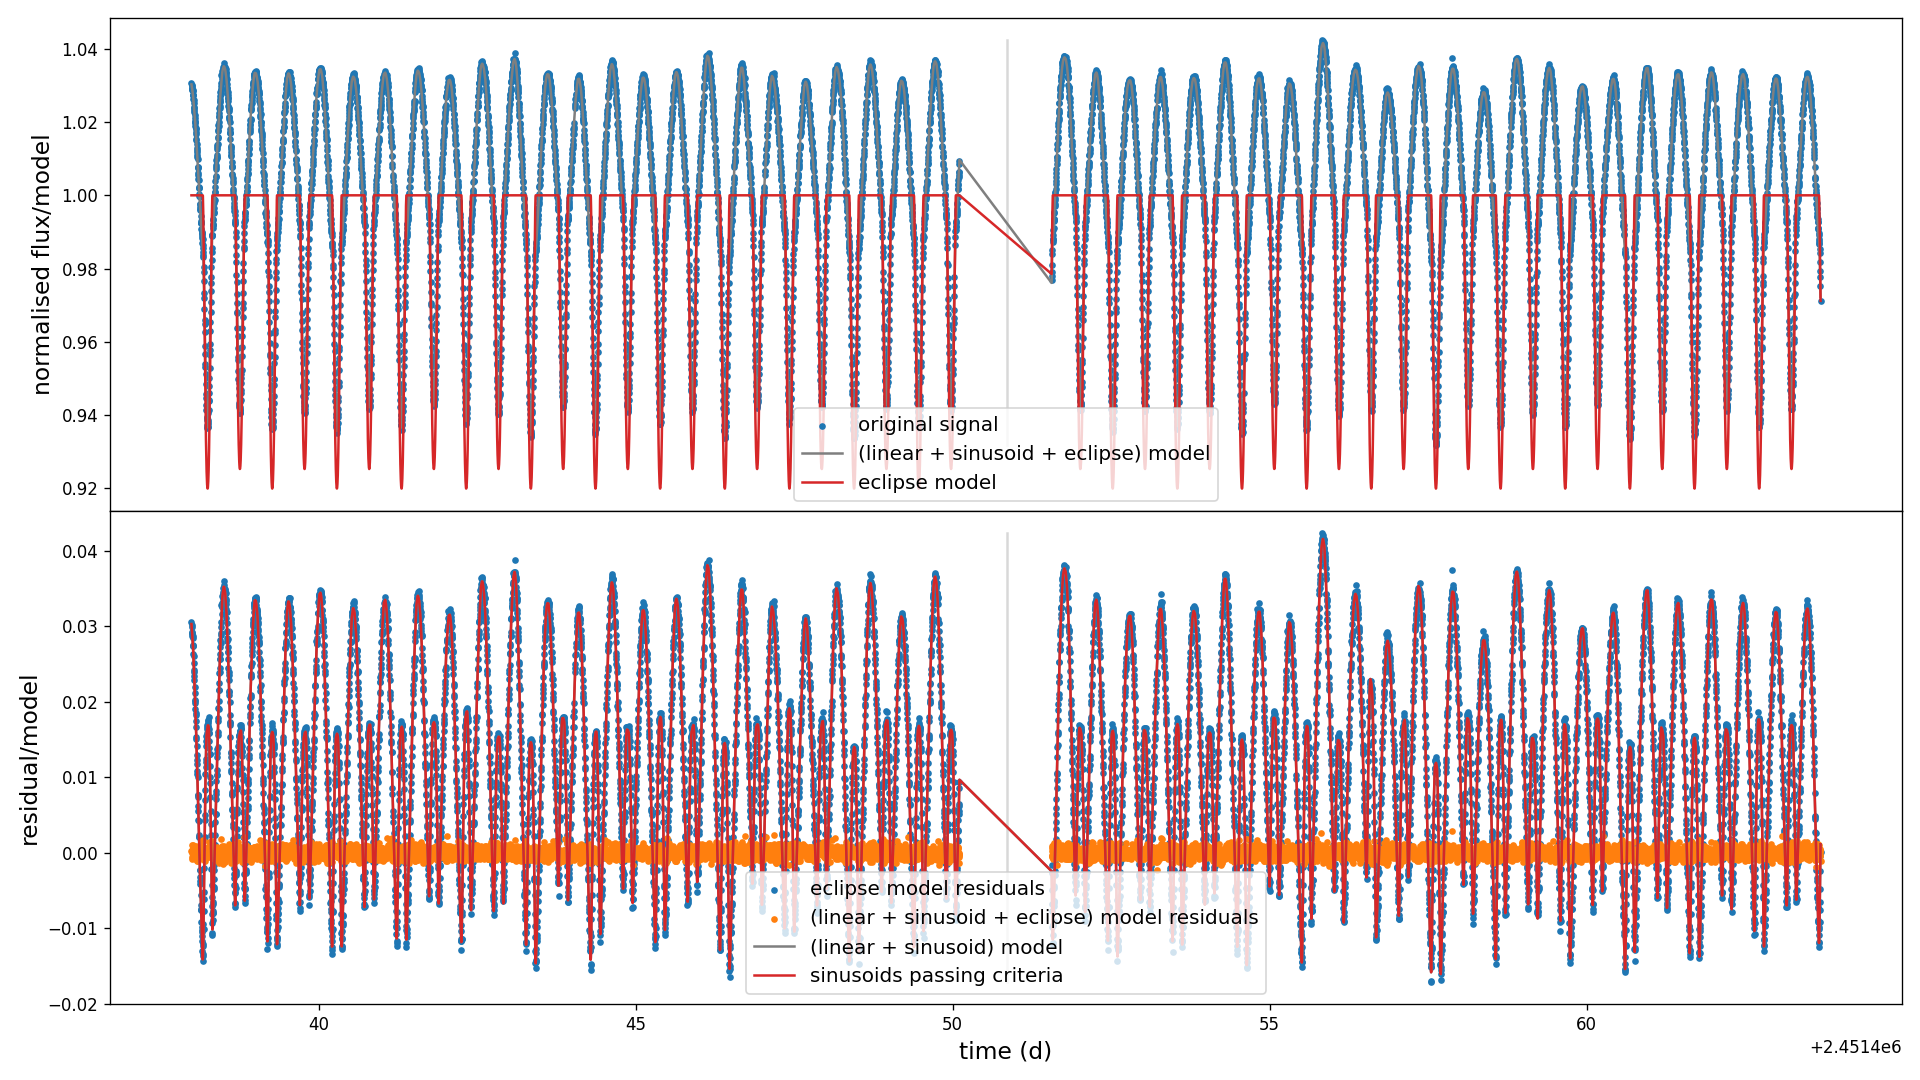 1.04
1.02
1.00
0.98
0.96
0.94
0.92
normalised flux/model
original signal
(linear + sinusoid + eclipse) model
eclipse model
0.04
0.03
0.02
0.01
0.00
−0.01
−0.02
residual/model
eclipse model residuals
(linear + sinusoid + eclipse) model residuals
(linear + sinusoid) model
sinusoids passing criteria
40 45 50 55 60
time (d)
+2.4514e6